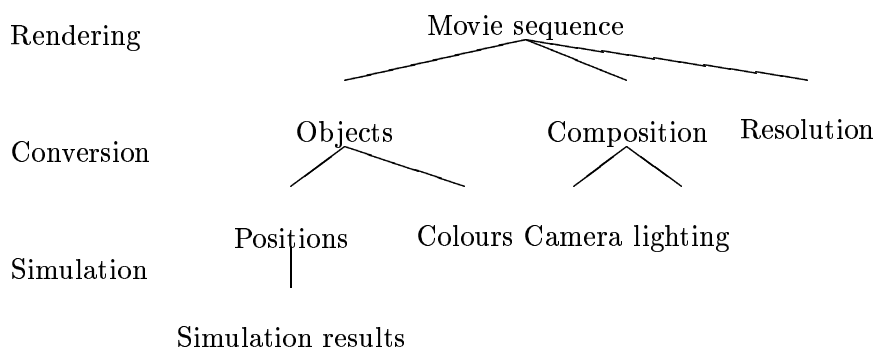 Rendering
Movie sequence
Objects
Composition
Resolution
Conversion
Positions
Colours
Camera
lighting
Simulation
Simulation results